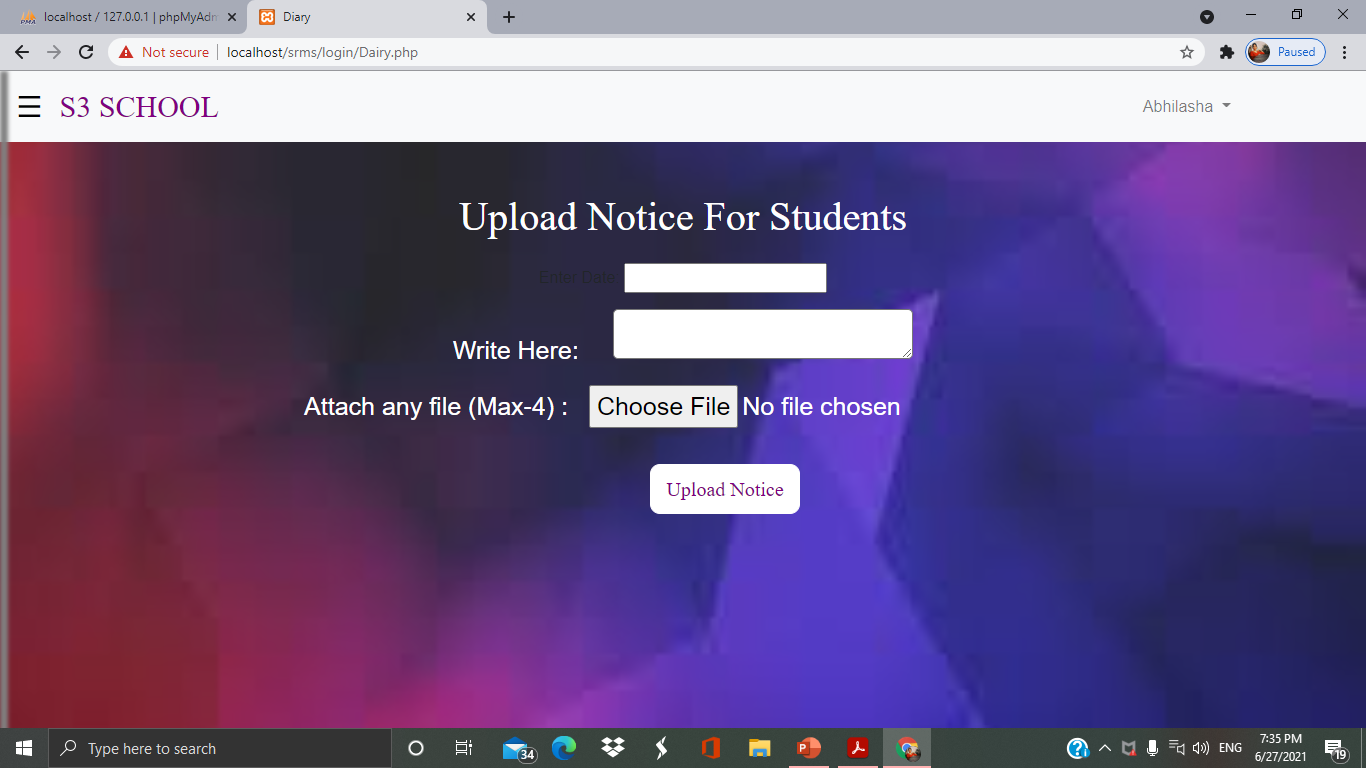 localhost / 127.0.0.1 | phpMyAdn
Diary
Not secure localhost/srms/login/Dairy.php
Paused
☰ S3 SCHOOL
Abhilasha
Upload Notice For Students
Enter Date
Write Here:
Attach any file (Max-4) : Choose File No file chosen
Upload Notice
Type here to search
34
ENG
7:35 PM
6/27/2021
19